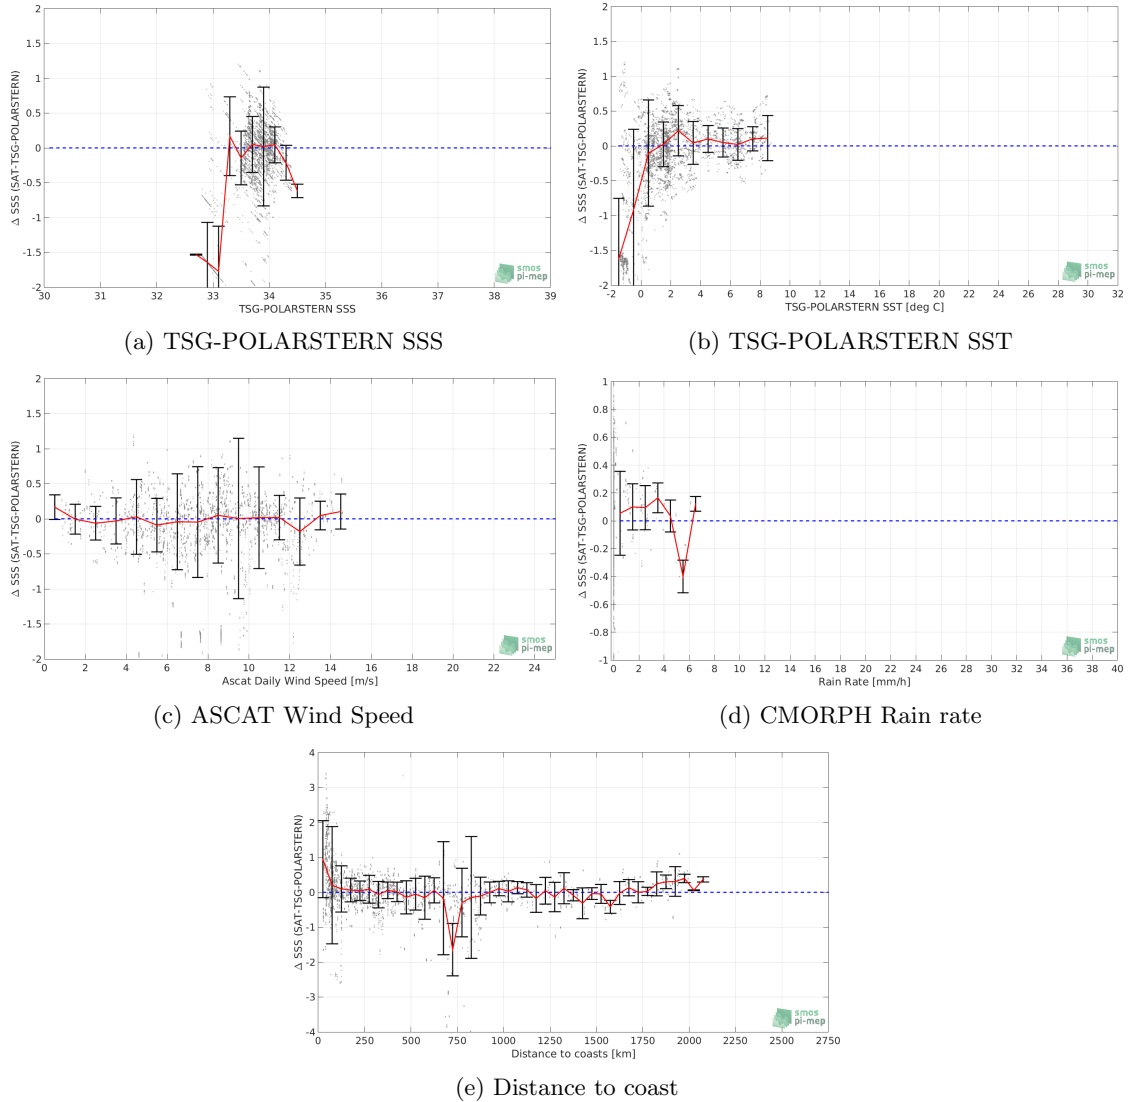 2
1.5
1
0.5
0
-0.5
-1
-1.5
-2
Δ SSS (SAT-TSG-POLARSTERN)
30 31 32 33 34 35 36 37 38 39
TSG-POLARSTERN SSS
smos
pi-mep
(a) TSG-POLARSTERN SSS
2
1.5
1
0.5
0
-0.5
-1
-1.5
-2
Δ SSS (SAT-TSG-POLARSTERN)
-2 0 2 4 6 8 10 12 14 16 18 20 22 24 26 28 30 32
TSG-POLARSTERN SST [deg C]
smos
pi-mep
(b) TSG-POLARSTERN SST
2
1.5
1
0.5
0
-0.5
-1
-1.5
-2
Δ SSS (SAT-TSG-POLARSTERN)
0 2 4 6 8 10 12 14 16 18 20 22 24
Ascat Daily Wind Speed [m/s]
smos
pi-mep
(c) ASCAT Wind Speed
1
0.8
0.6
0.4
0.2
0
-0.2
-0.4
-0.6
-0.8
-1
Δ SSS (SAT-TSG-POLARSTERN)
0 2 4 6 8 10 12 14 16 18 20 22 24 26 28 30 32 34 36 38 40
Rain Rate [mm/h]
smos
pi-mep
(d) CMORPH Rain rate
4
3
2
1
0
-1
-2
-3
-4
Δ SSS (SAT-TSG-POLARSTERN)
0 250 500 750 1000 1250 1500 1750 2000 2250 2500 2750
Distance to coasts [km]
smos
pi-mep
(e) Distance to coast